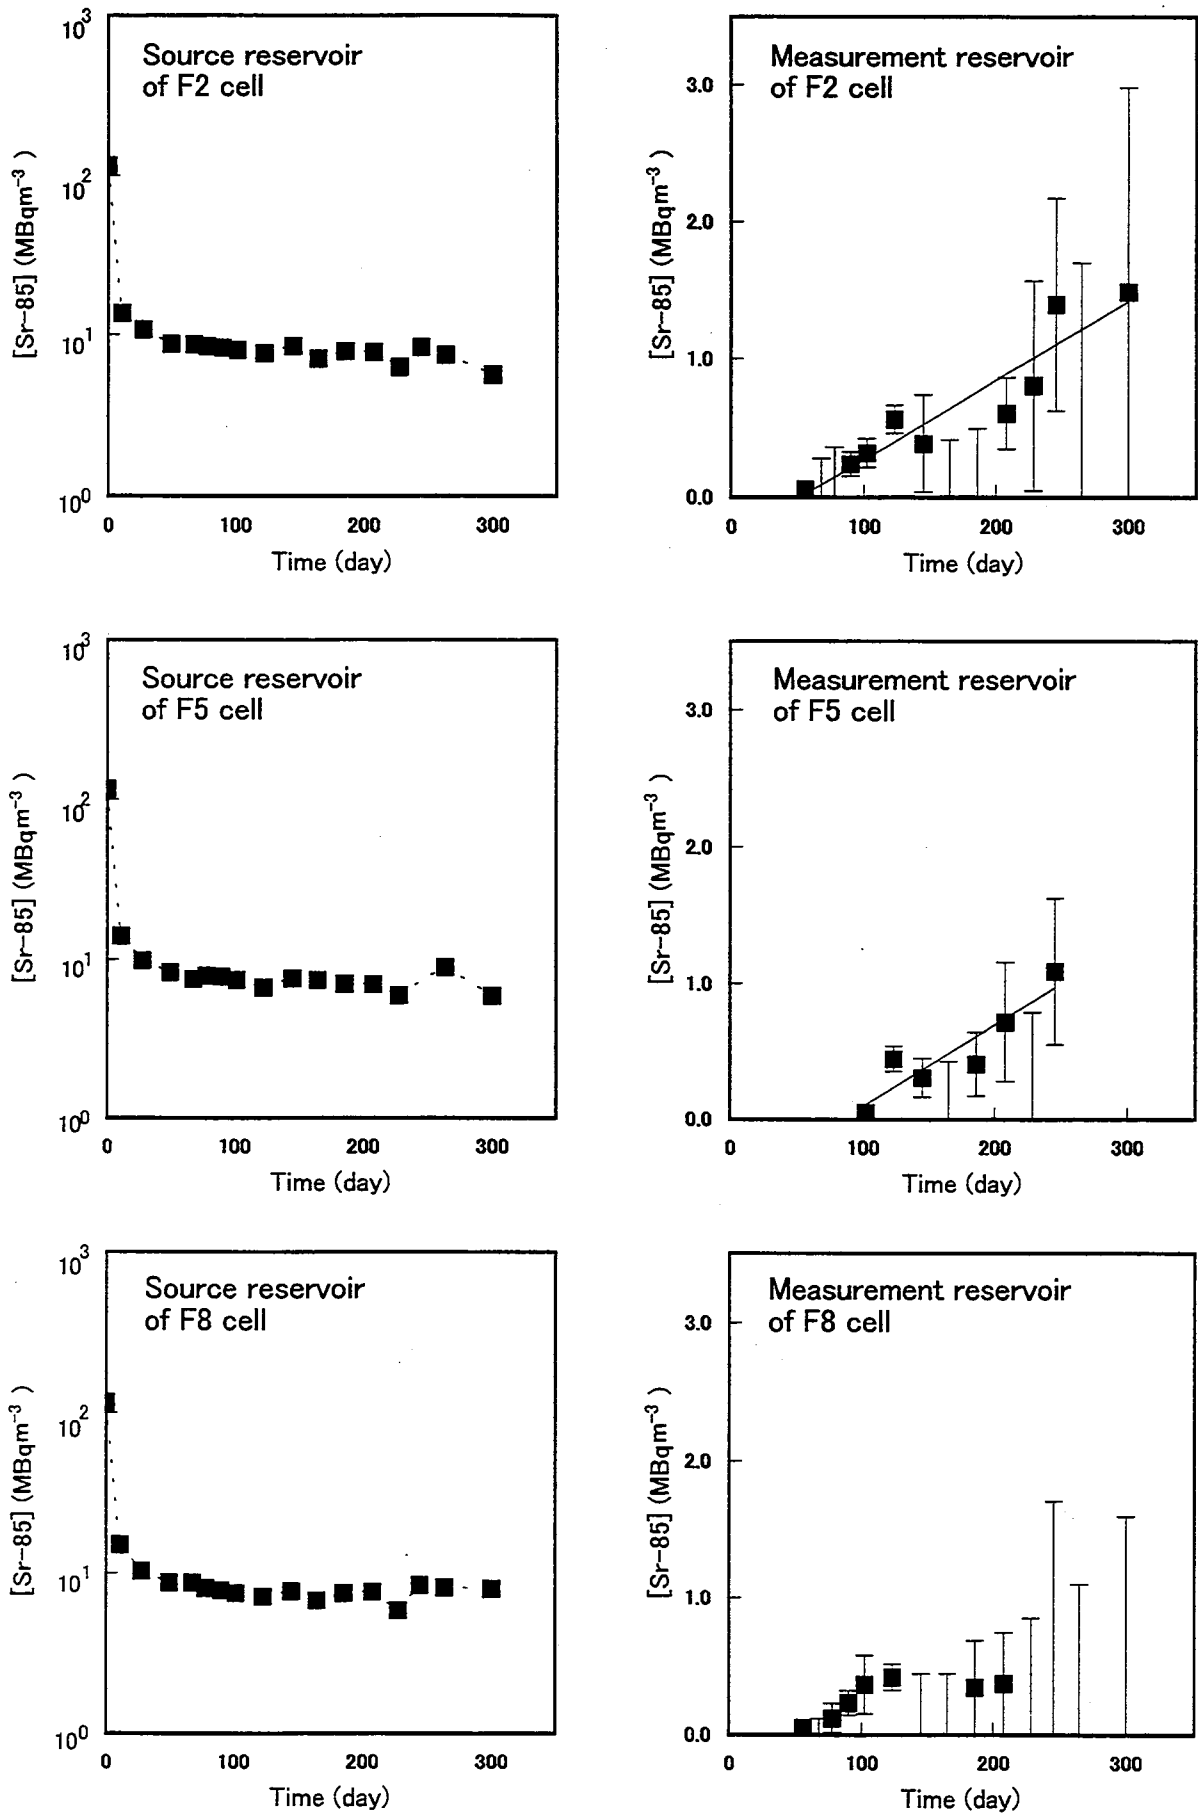 Source reservoir
of F2 cell
[Sr-85] (MBqm⁻³ )
10³
10²
10¹
10⁰
0 100 200 300
Time (day)
Measurement reservoir
of F2 cell
[Sr-85] (MBqm⁻³ )
3.0
2.0
1.0
0.0
0 100 200 300
Time (day)
Source reservoir
of F5 cell
[Sr-85] (MBqm⁻³ )
10³
10²
10¹
10⁰
0 100 200 300
Time (day)
Measurement reservoir
of F5 cell
[Sr-85] (MBqm⁻³ )
3.0
2.0
1.0
0.0
0 100 200 300
Time (day)
Source reservoir
of F8 cell
[Sr-85] (MBqm⁻³ )
10³
10²
10¹
10⁰
0 100 200 300
Time (day)
Measurement reservoir
of F8 cell
[Sr-85] (MBqm⁻³ )
3.0
2.0
1.0
0.0
0 100 200 300
Time (day)